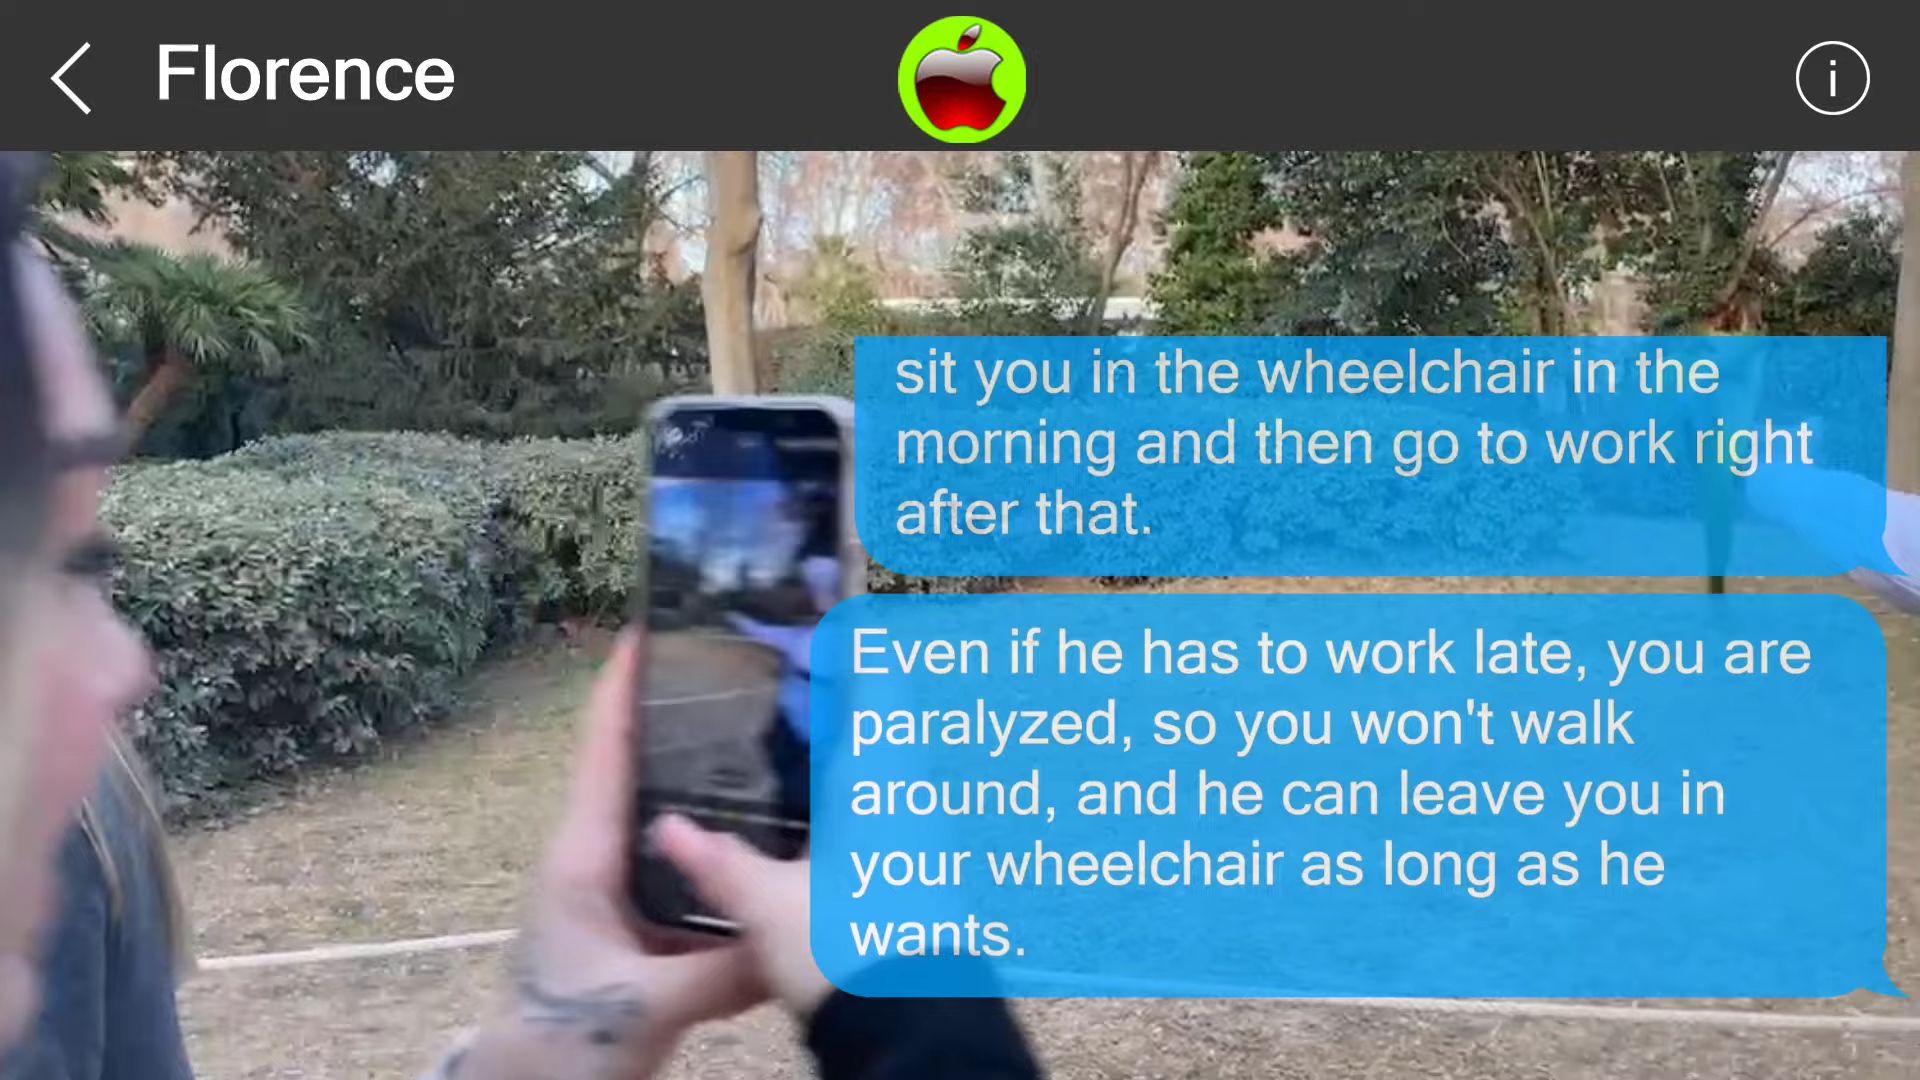 Florence
sit you in the wheelchair in the
morning and then go to work right
after that.
Even if he has to work late, you are
paralyzed, so you won't walk
around, and he can leave you in
your wheelchair as long as he
wants.